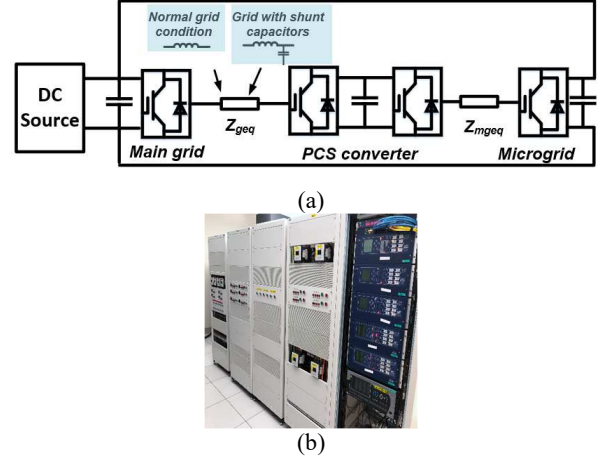 (a)
Normal grid condition
Grid with shunt capacitors
DC Source
Zgeq
Zmgeq
Main grid
PCS converter
Microgrid
(b)